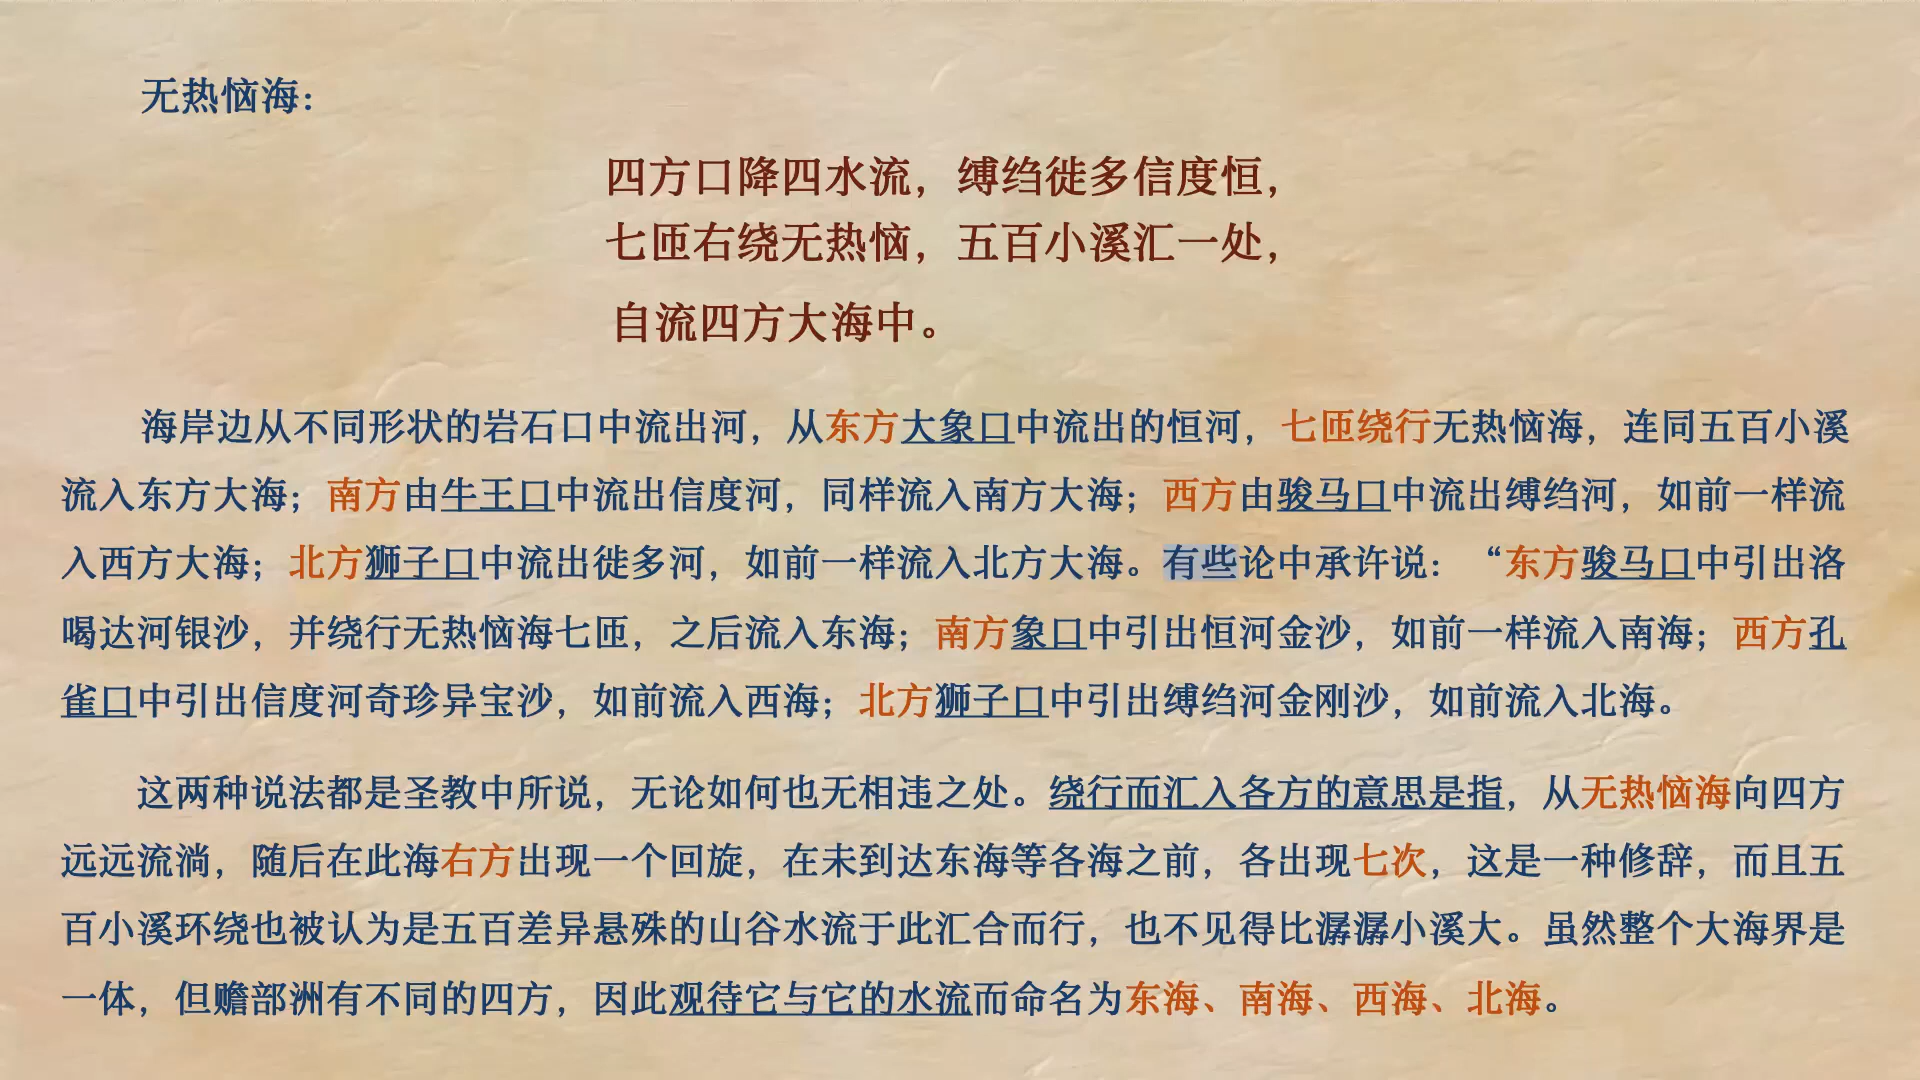 无热恼海：
四方口降四水流，缚绉徙多信度恒，
七匝右绕无热恼，五百小溪汇一处，
自流四方大海中。
海岸边从不同形状的岩石口中流出河，从东方大象口中流出的恒河，七匝绕行无热恼海，连同五百小溪
流入东方大海；南方由牛王口中流出信度河，同样流入南方大海；西方由骏马口中流出缚绉河，如前一样流
入西方大海；北方狮子口中流出徙多河，如前一样流入北方大海。有些论中承许说：“东方骏马口中引出洛
喝达河银沙，并绕行无热恼海七匝，之后流入东海；南方象口中引出恒河金沙，如前一样流入南海；西方孔
雀口中引出信度河奇珍异宝沙，如前流入西海；北方狮子口中引出缚绉河金刚沙，如前流入北海。
这两种说法都是圣教中所说，无论如何也无相违之处。绕行而汇入各方的意思是指，从无热恼海向四方
远远流淌，随后在此海右方出现一个回旋，在未到达东海等各海之前，各出现七次，这是一种修辞，而且五
百小溪环绕也被认为是五百差异悬殊的山谷水流于此汇合而行，也不见得比潺潺小溪大。虽然整个大海界是
一体，但赡部洲有不同的四方，因此观待它与它的水流而命名为东海、南海、西海、北海。